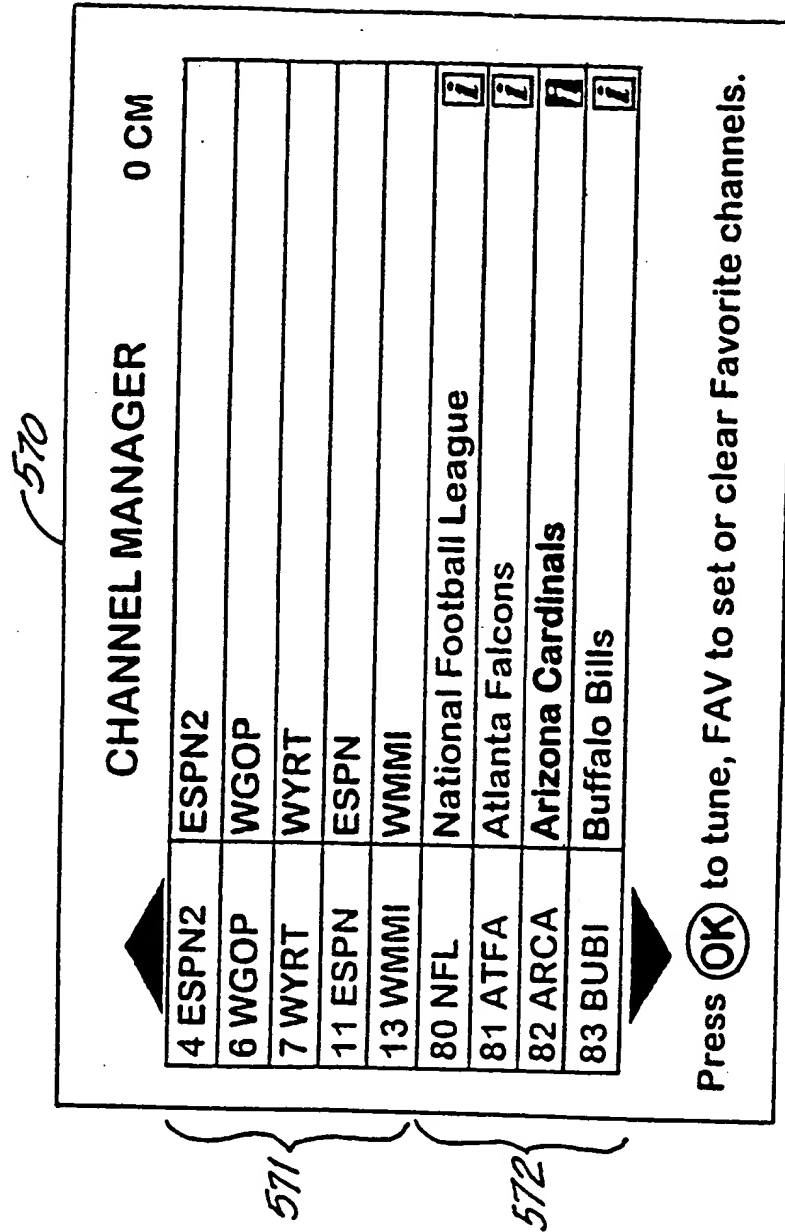 570
CHANNEL MANAGER 0 CM
4 ESPN2 ESPN2
6 WGOP WGOP
7 WYRT WYRT
11 ESPN ESPN
13 WMMI WMMI
80 NFL National Football League i
81 ATFA Atlanta Falcons i
82 ARCA Arizona Cardinals i
83 BUBI Buffalo Bills i
Press OK to tune, FAV to set or clear Favorite channels.
571
572